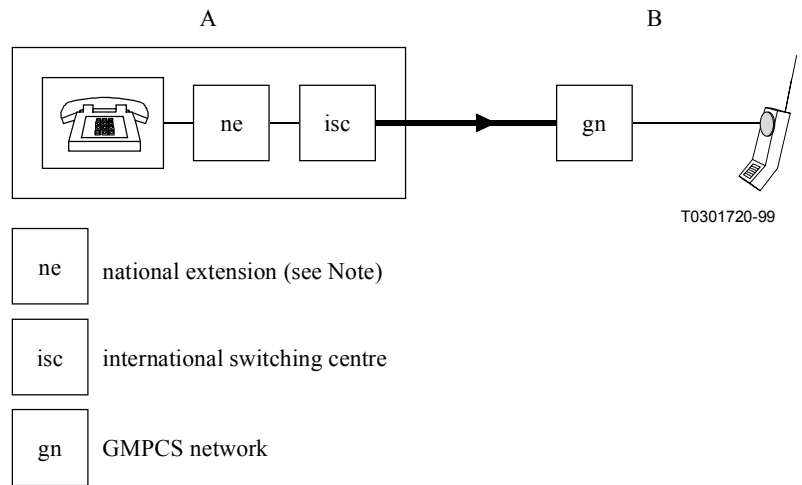 A B
ne isc gn
T0301720-99
ne national extension (see Note)
isc international switching centre
gn GMPCS network